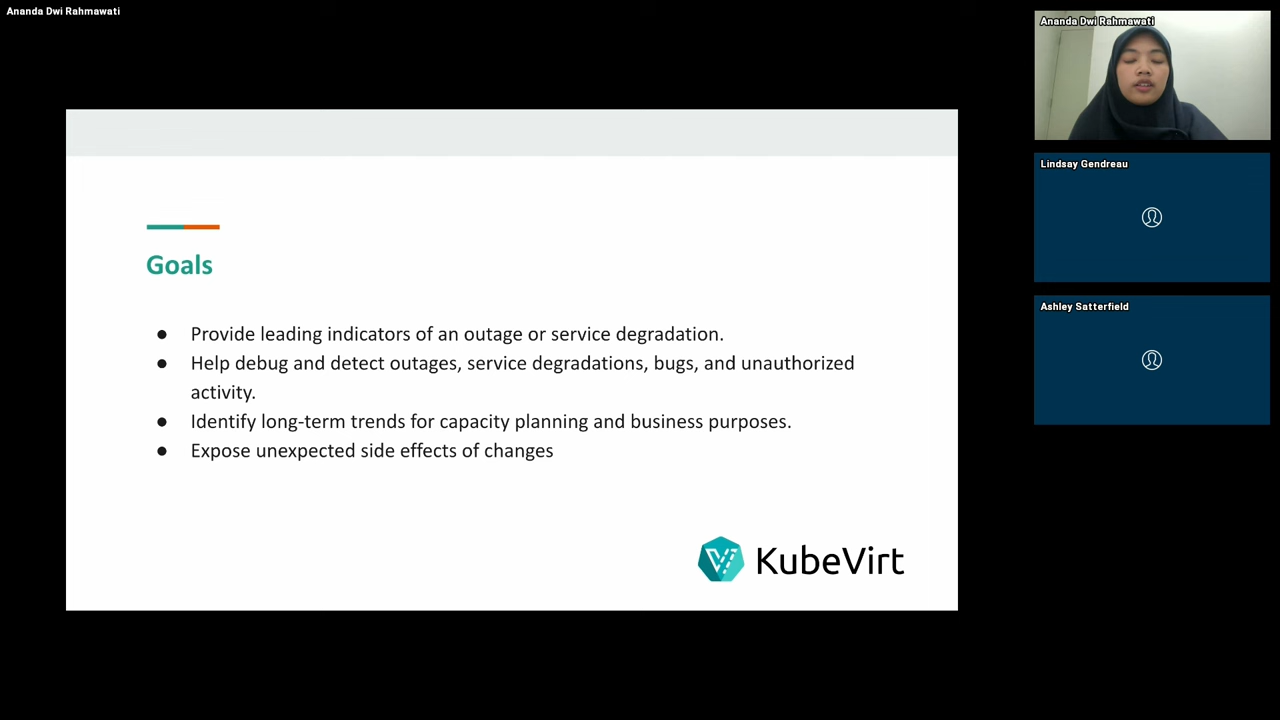 Ananda Dwi Rahmawati
Ananda Dwi Rahmawati
Lindsay Gendreau
Ashley Satterfield
Goals
● Provide leading indicators of an outage or service degradation.
● Help debug and detect outages, service degradations, bugs, and unauthorized
activity.
● Identify long-term trends for capacity planning and business purposes.
● Expose unexpected side effects of changes
KubeVirt